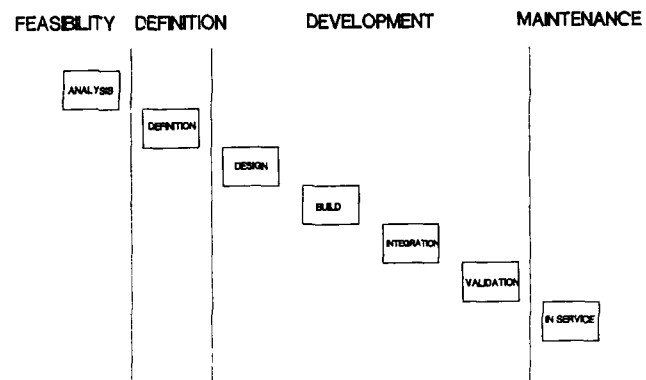 FEASIBILITY DEFINITION DEVELOPMENT MAINTENANCE
ANALYSIS
DEFINITION
DESIGN
BUILD
INTEGRATION
VALIDATION
IN SERVICE